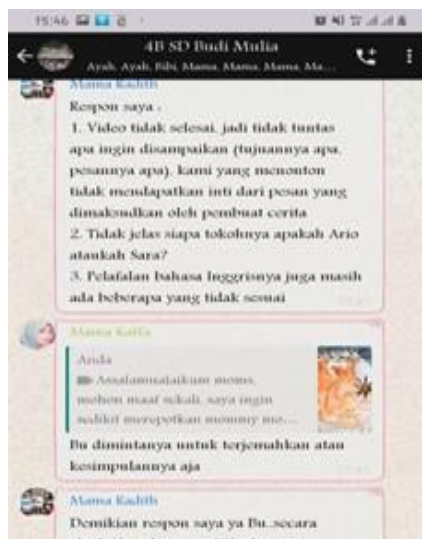 15:46
4B SD Budi Mulia
Ayah, Ayah, Bibi, Mama, Mama, Mama, Ma...
Mama Kadith
Respon saya .
1. Video tidak selesai, jadi tidak tuntas
apa ingin disampaikan (tujuannya apa,
pesannya apa), kami yang menonton
tidak mendapatkan inti dari pesan yang
dimaksudkan oleh pembuat cerita
2. Tidak jelas siapa tokohnya apakah Ario
ataukah Sara?
3. Pelafalan bahasa Inggrisnya juga masih
ada beberapa yang tidak sesuai
Mama Kaffa
Anda
Assalamualaikum moms,
mohon maaf sekali, saya ingin
sedikit merepotkan mommy mo...
Bu dimintanya untuk terjemahkan atau
kesimpulannya aja
Mama Kadith
Demikian respon saya ya Bu..secara